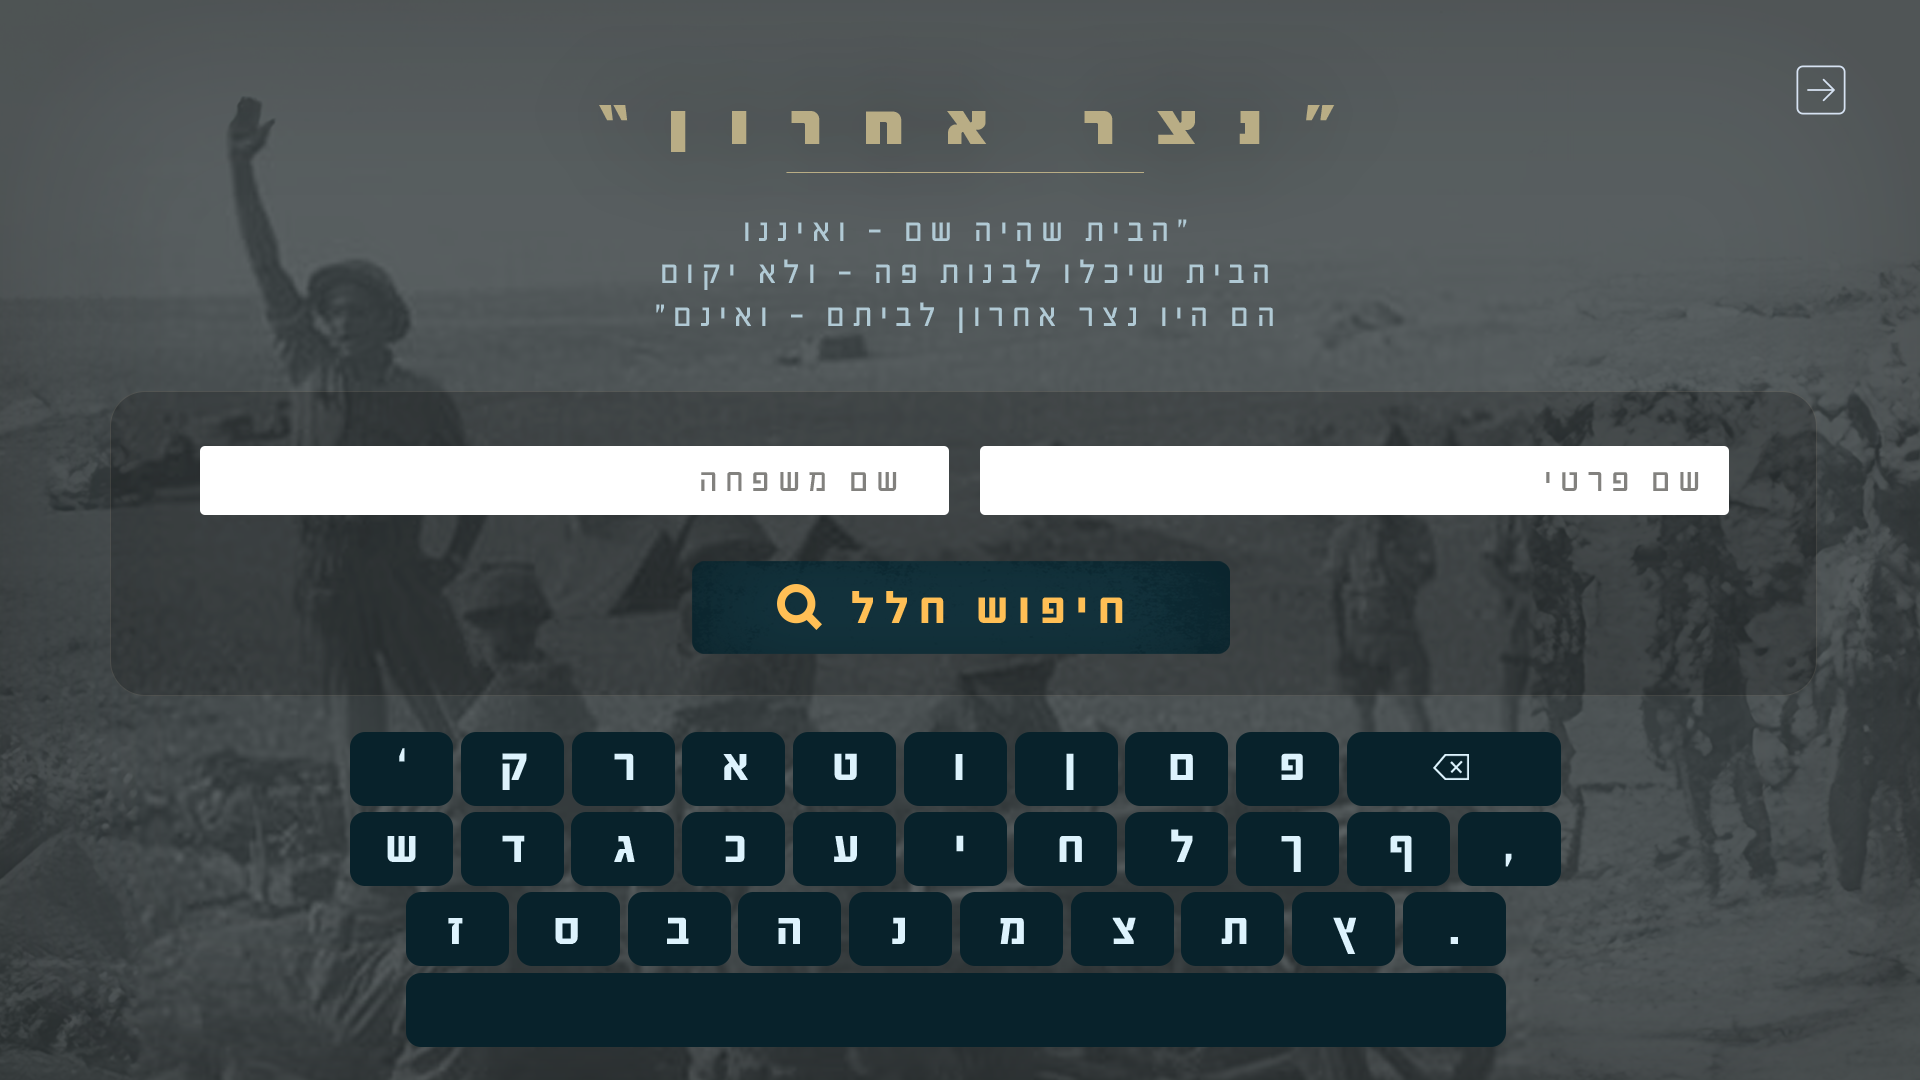 "נצר אחרון"
"הבית שהיה שם - ואיננו
הבית שיכלו לבנות פה - ולא יקום
הם היו נצר אחרון לביתם - ואינם"
שם פרטי
שם משפחה
חיפוש חלל
' ק ר א ט ו ן ם פ
ש ד ג כ ע י ח ל ך ף ,
ז ס ב ה נ מ צ ת ץ .